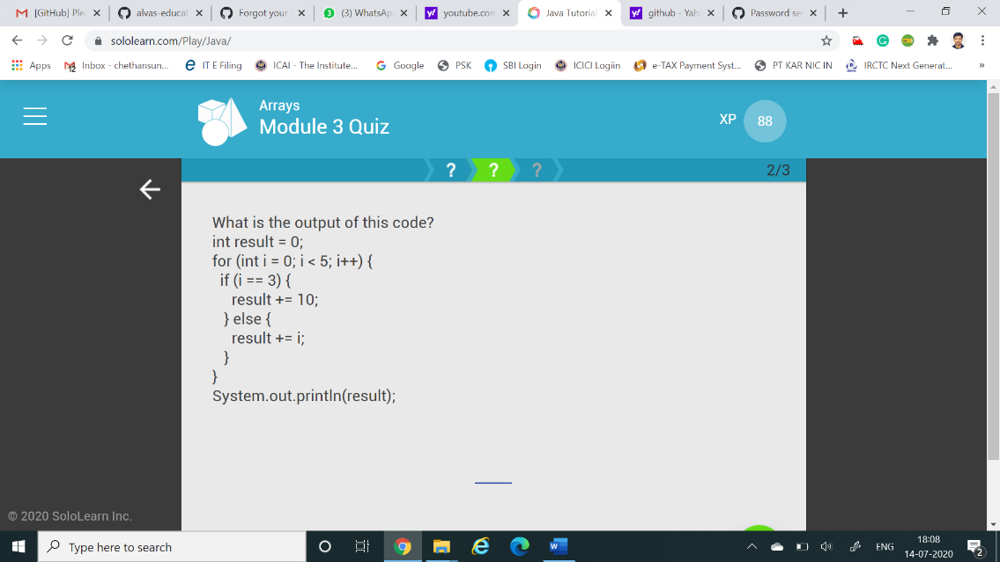 [GitHub] Ple
alvas-educat
Forgot your
(3) WhatsAp
youtube.com
Java Tutorial
github - Yah
Password se
sololearn.com/Play/Java/
Apps
Inbox - chethansun...
IT E Filing
ICAI - The Institute...
Google
PSK
SBI Login
ICICI Logiin
e-TAX Payment Syst...
PT KAR NIC IN
IRCTC Next Generat...
»
Arrays
Module 3 Quiz
XP
88
?
?
?
2/3
What is the output of this code?
int result = 0;
for (int i = 0; i < 5; i++) {
if (i == 3) {
result += 10;
} else {
result += i;
}
}
System.out.println(result);
© 2020 SoloLearn Inc.
Type here to search
ENG
18:08
14-07-2020
2